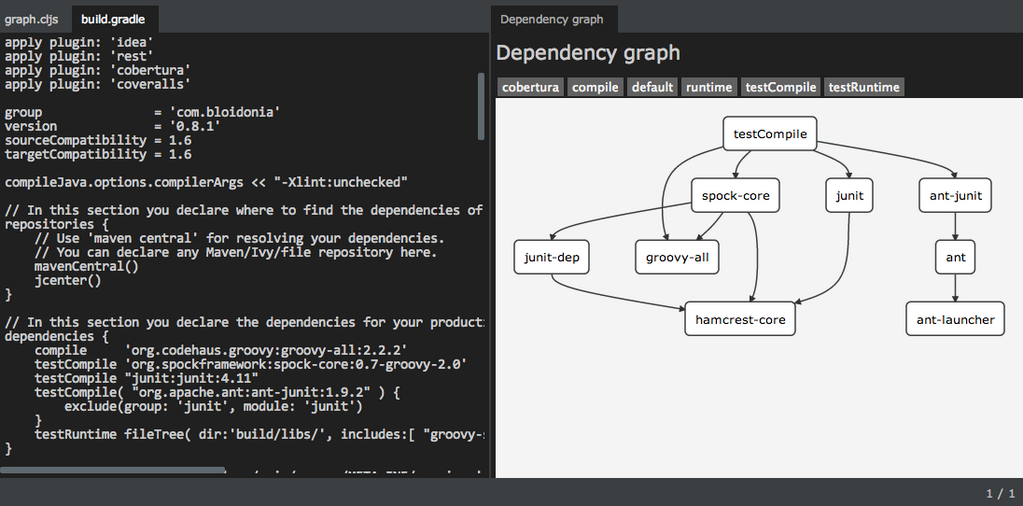 graph.cljs
build.gradle
apply plugin: 'idea'
apply plugin: 'rest'
apply plugin: 'cobertura'
apply plugin: 'coveralls'
group = 'com.bloidonia'
version = '0.8.1'
sourceCompatibility = 1.6
targetCompatibility = 1.6
compileJava.options.compilerArgs << "-Xlint:unchecked"
// In this section you declare where to find the dependencies of
repositories {
// Use 'maven central' for resolving your dependencies.
// You can declare any Maven/Ivy/file repository here.
mavenCentral()
jcenter()
}
// In this section you declare the dependencies for your product
dependencies {
compile 'org.codehaus.groovy:groovy-all:2.2.2'
testCompile 'org.spockframework:spock-core:0.7-groovy-2.0'
testCompile "junit:junit:4.11"
testCompile( "org.apache.ant:ant-junit:1.9.2" ) {
exclude(group: 'junit', module: 'junit')
}
testRuntime fileTree( dir:'build/libs/', includes:[ "groovy-
}
Dependency graph
Dependency graph
cobertura
compile
default
runtime
testCompile
testRuntime
testCompile
spock-core
junit
ant-junit
junit-dep
groovy-all
ant
hamcrest-core
ant-launcher
1 / 1